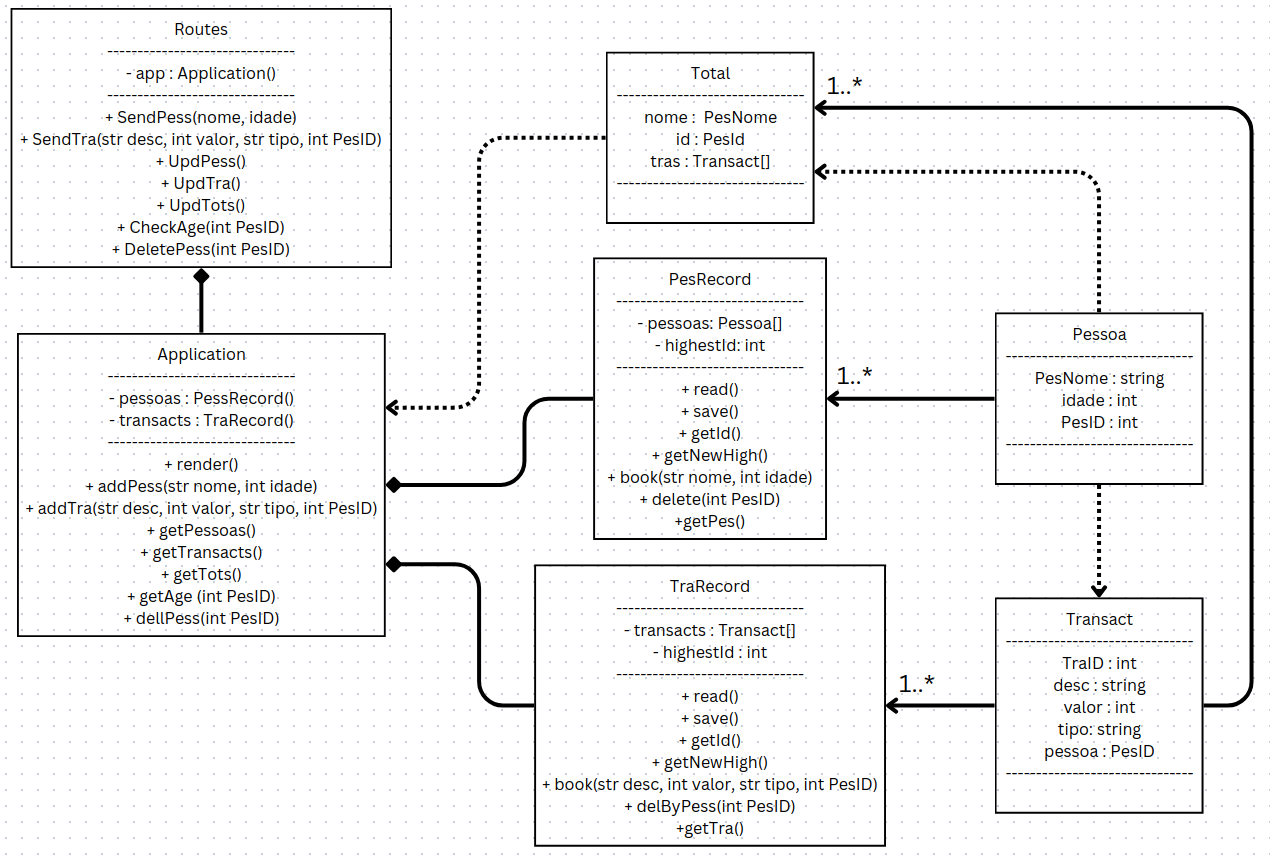 Routes
-------------------------------
- app : Application()
-------------------------------
+ SendPess(nome, idade)
+ SendTra(str desc, int valor, str tipo, int PesID)
+ UpdPess()
+ UpdTra()
+ UpdTots()
+ CheckAge(int PesID)
+ DeletePess(int PesID)
Application
-------------------------------
- pessoas : PessRecord()
- transacts : TraRecord()
-------------------------------
+ render()
+ addPess(str nome, int idade)
+ addTra(str desc, int valor, str tipo, int PesID)
+ getPessoas()
+ getTransacts()
+ getTots()
+ getAge (int PesID)
+ dellPess(int PesID)
Total
-------------------------------
nome : PesNome
id : PesId
tras : Transact[]
-------------------------------
1..*
PesRecord
-------------------------------
- pessoas: Pessoa[]
- highestId: int
-------------------------------
+ read()
+ save()
+ getId()
+ getNewHigh()
+ book(str nome, int idade)
+ delete(int PesID)
+getPes()
1..*
TraRecord
-------------------------------
- transacts : Transact[]
- highestId : int
-------------------------------
+ read()
+ save()
+ getId()
+ getNewHigh()
+ book(str desc, int valor, str tipo, int PesID)
+ delByPess(int PesID)
+getTra()
1..*
Pessoa
-------------------------------
PesNome : string
idade : int
PesID : int
-------------------------------
Transact
-------------------------------
TraID : int
desc : string
valor : int
tipo: string
pessoa : PesID
-------------------------------